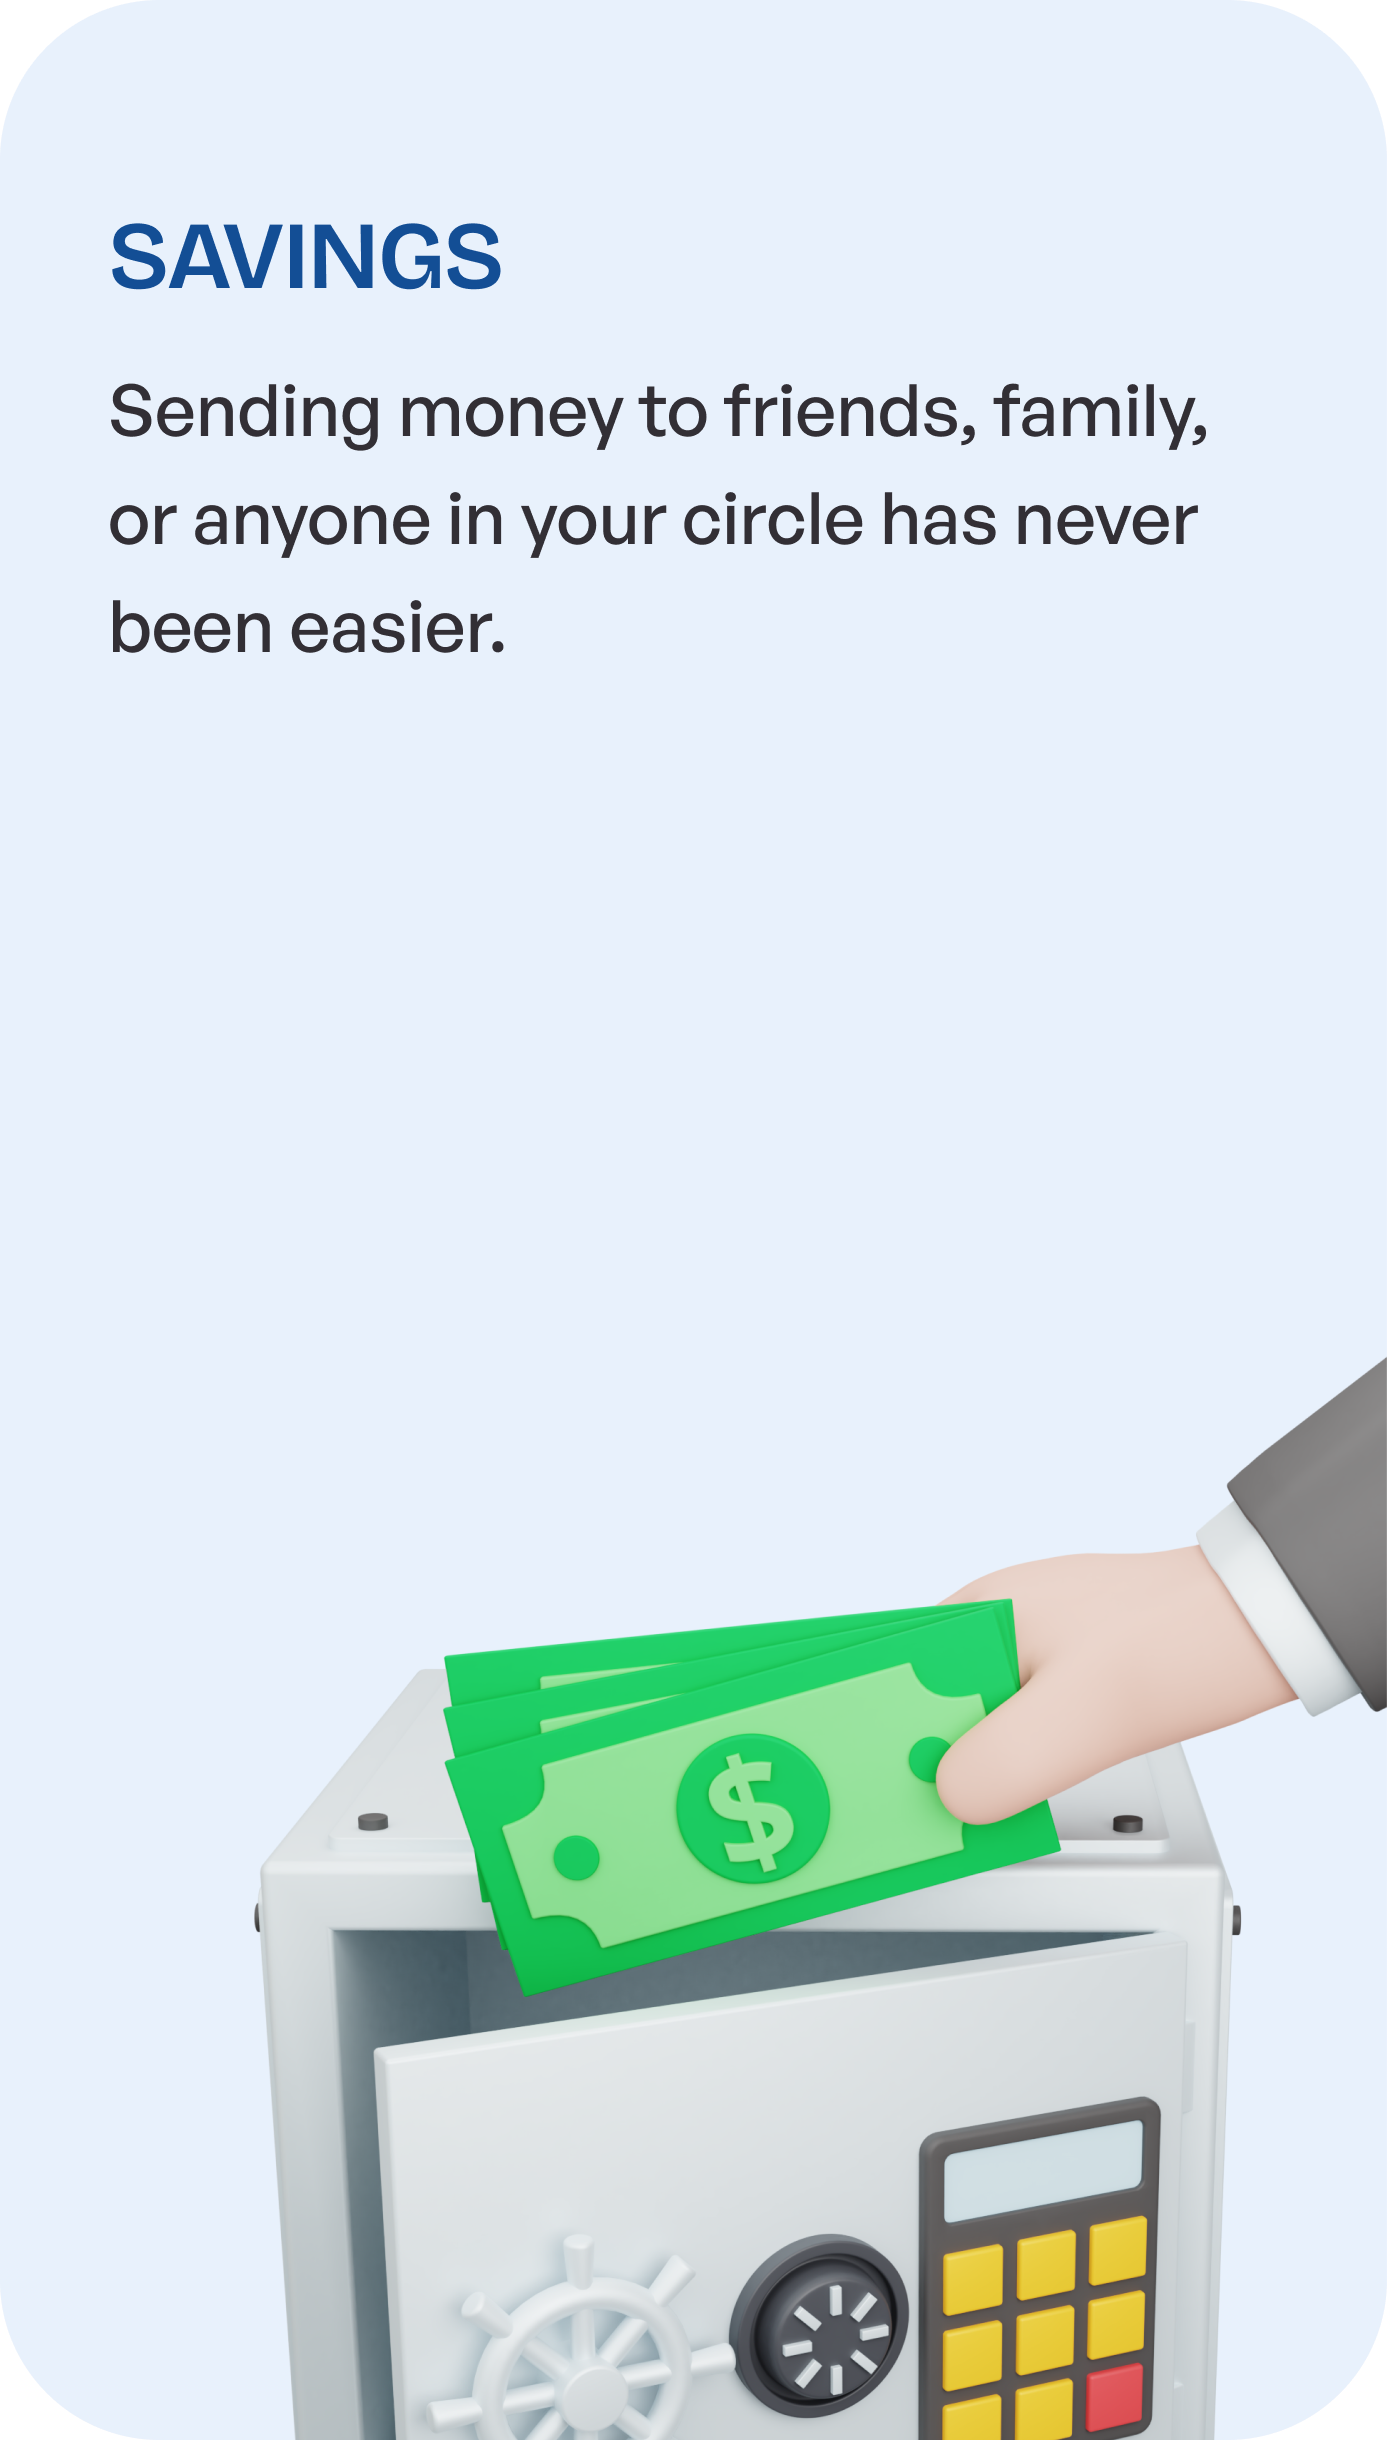 SAVINGS
Sending money to friends, family,
or anyone in your circle has never
been easier.
$